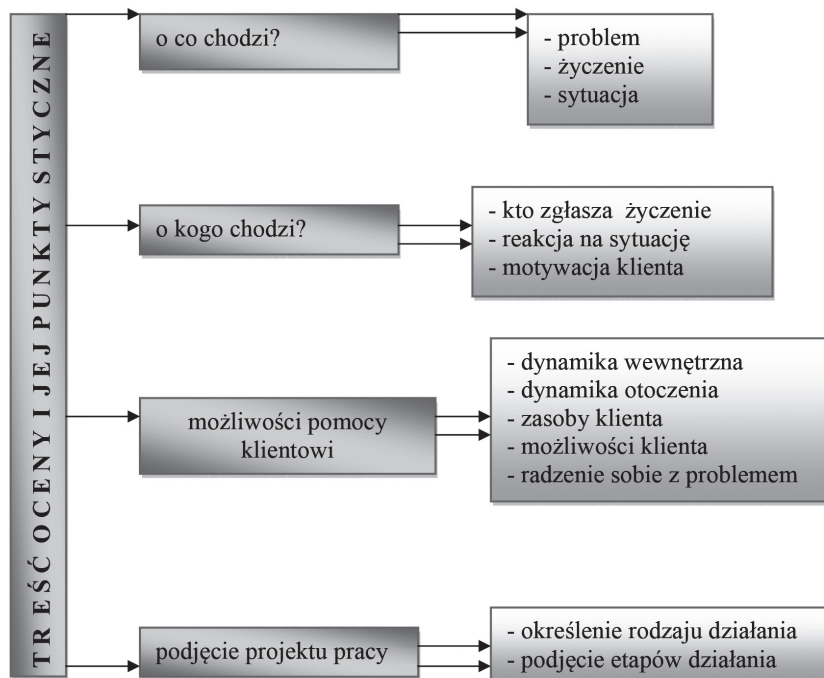 TREŚĆ OCENY I JEJ PUNKTY STYCZNE
o co chodzi?
- problem
- życzenie
- sytuacja
o kogo chodzi?
- kto zgłasza życzenie
- reakcja na sytuację
- motywacja klienta
możliwości pomocy
klientowi
- dynamika wewnętrzna
- dynamika otoczenia
- zasoby klienta
- możliwości klienta
- radzenie sobie z problemem
podjęcie projektu pracy
- określenie rodzaju działania
- podjęcie etapów działania